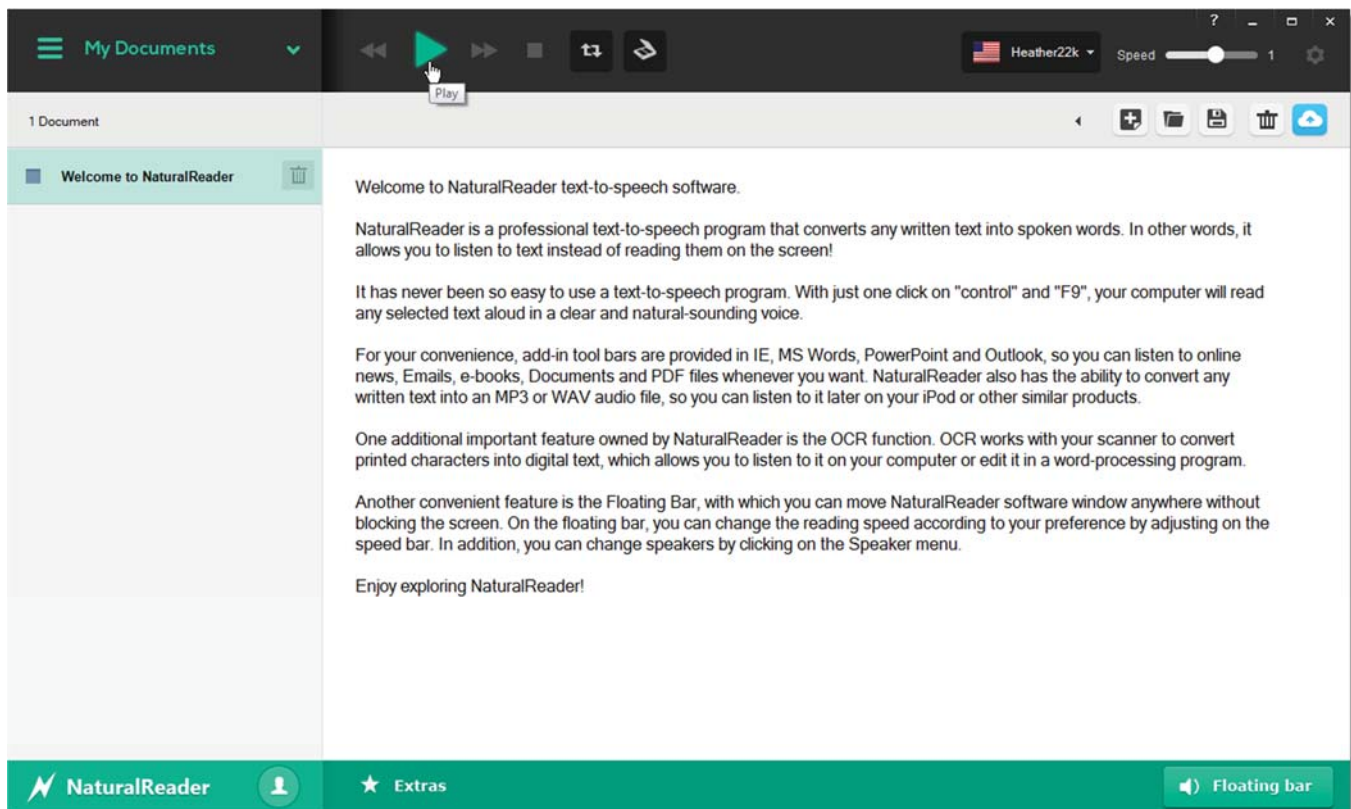 My Documents
Heather22k
Speed
1
?
Play
1 Document
Welcome to NaturalReader
Welcome to NaturalReader text-to-speech software.
NaturalReader is a professional text-to-speech program that converts any written text into spoken words. In other words, it
allows you to listen to text instead of reading them on the screen!
It has never been so easy to use a text-to-speech program. With just one click on "control" and "F9", your computer will read
any selected text aloud in a clear and natural-sounding voice.
For your convenience, add-in tool bars are provided in IE, MS Words, PowerPoint and Outlook, so you can listen to online
news, Emails, e-books, Documents and PDF files whenever you want. NaturalReader also has the ability to convert any
written text into an MP3 or WAV audio file, so you can listen to it later on your iPod or other similar products.
One additional important feature owned by NaturalReader is the OCR function. OCR works with your scanner to convert
printed characters into digital text, which allows you to listen to it on your computer or edit it in a word-processing program.
Another convenient feature is the Floating Bar, with which you can move NaturalReader software window anywhere without
blocking the screen. On the floating bar, you can change the reading speed according to your preference by adjusting on the
speed bar. In addition, you can change speakers by clicking on the Speaker menu.
Enjoy exploring NaturalReader!
NaturalReader
Extras
Floating bar